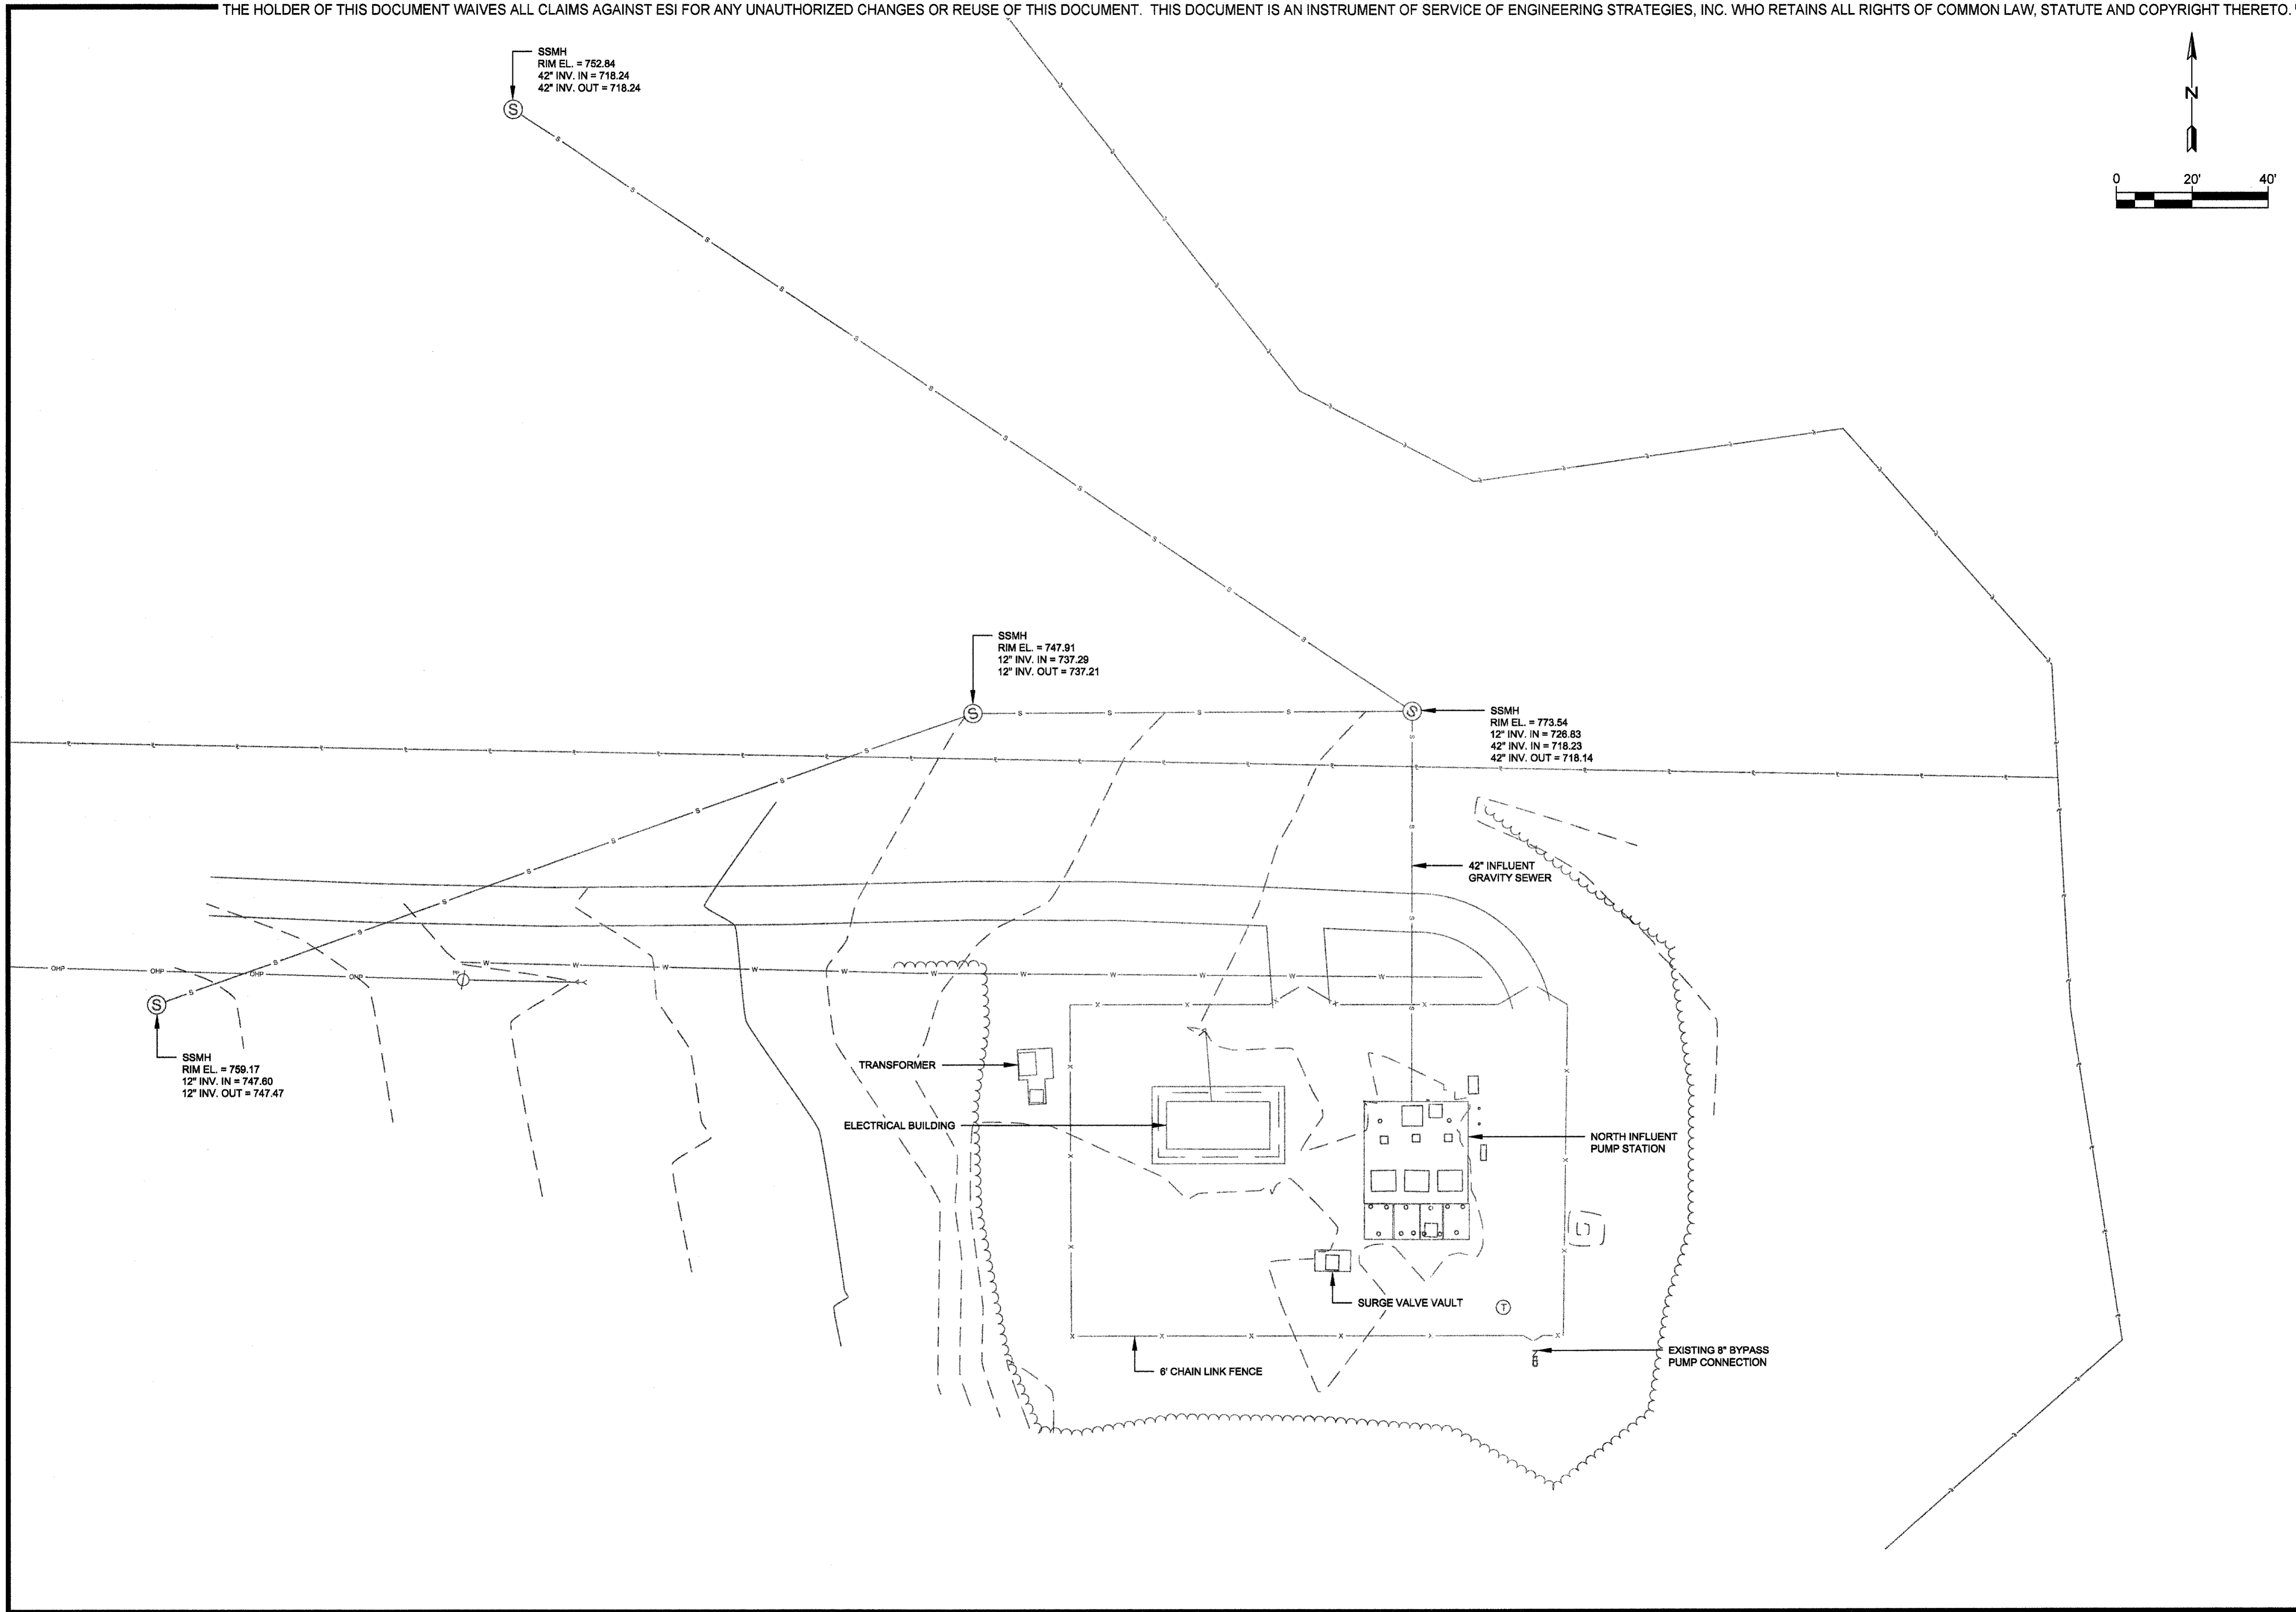 THE HOLDER OF THIS DOCUMENT WAIVES ALL CLAIMS AGAINST ESI FOR ANY UNAUTHORIZED CHANGES OR REUSE OF THIS DOCUMENT. THIS DOCUMENT IS AN INSTRUMENT OF SERVICE OF ENGINEERING STRATEGIES, INC. WHO RETAINS ALL RIGHTS OF COMMON LAW, STATUTE AND COPYRIGHT THERETO.
SSMH
RIM EL. = 752.84
42" INV. IN = 718.24
42" INV. OUT = 718.24
S
N
0 20' 40'
SSMH
RIM EL. = 747.91
12" INV. IN = 737.29
12" INV. OUT = 737.21
S
SSMH
RIM EL. = 773.54
12" INV. IN = 726.83
42" INV. IN = 718.23
42" INV. OUT = 718.14
S
42" INFLUENT
GRAVITY SEWER
OHP OHP OHP OHP
W W W W W W W W W W W
S
SSMH
RIM EL. = 759.17
12" INV. IN = 747.60
12" INV. OUT = 747.47
TRANSFORMER
ELECTRICAL BUILDING
NORTH INFLUENT
PUMP STATION
SURGE VALVE VAULT
T
6' CHAIN LINK FENCE
EXISTING 8" BYPASS
PUMP CONNECTION